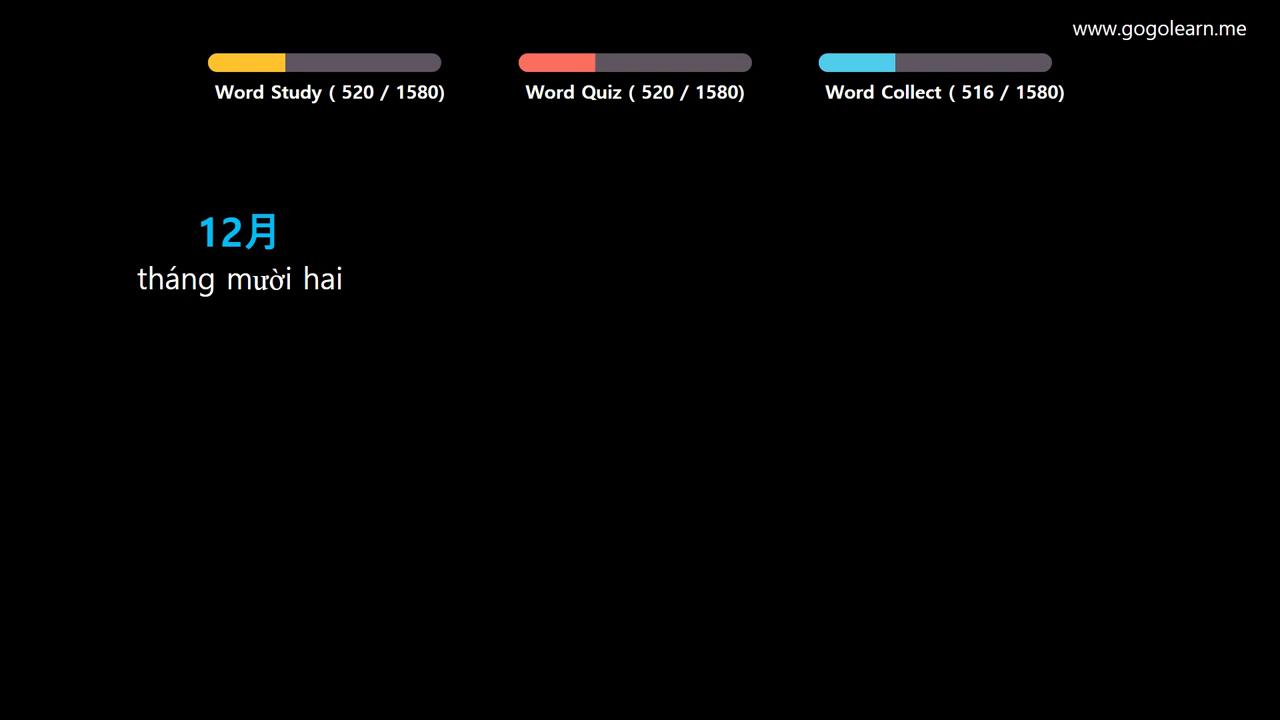 www.gogolearn.me
Word Study ( 520 / 1580)
Word Quiz ( 520 / 1580)
Word Collect ( 516 / 1580)
12月
tháng mười hai